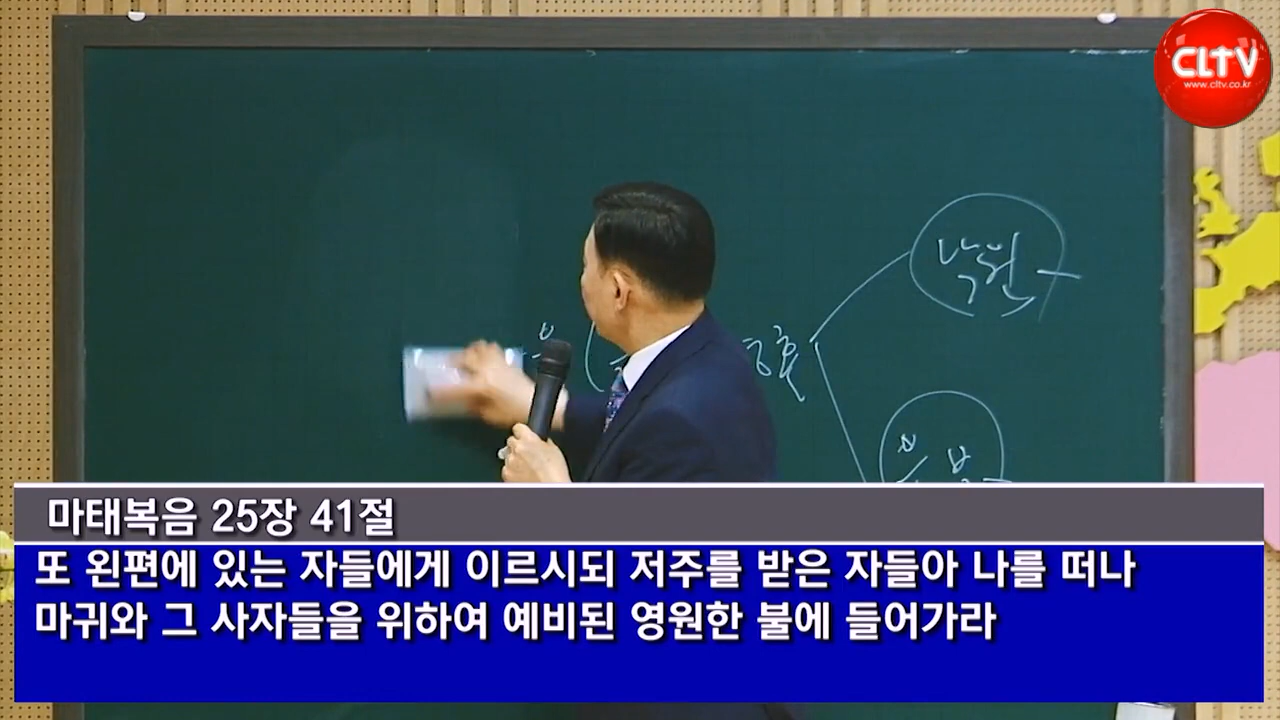 CLTV
www.cltv.co.kr
낙원
마태복음 25장 41절
또 왼편에 있는 자들에게 이르시되 저주를 받은 자들아 나를 떠나
마귀와 그 사자들을 위하여 예비된 영원한 불에 들어가라